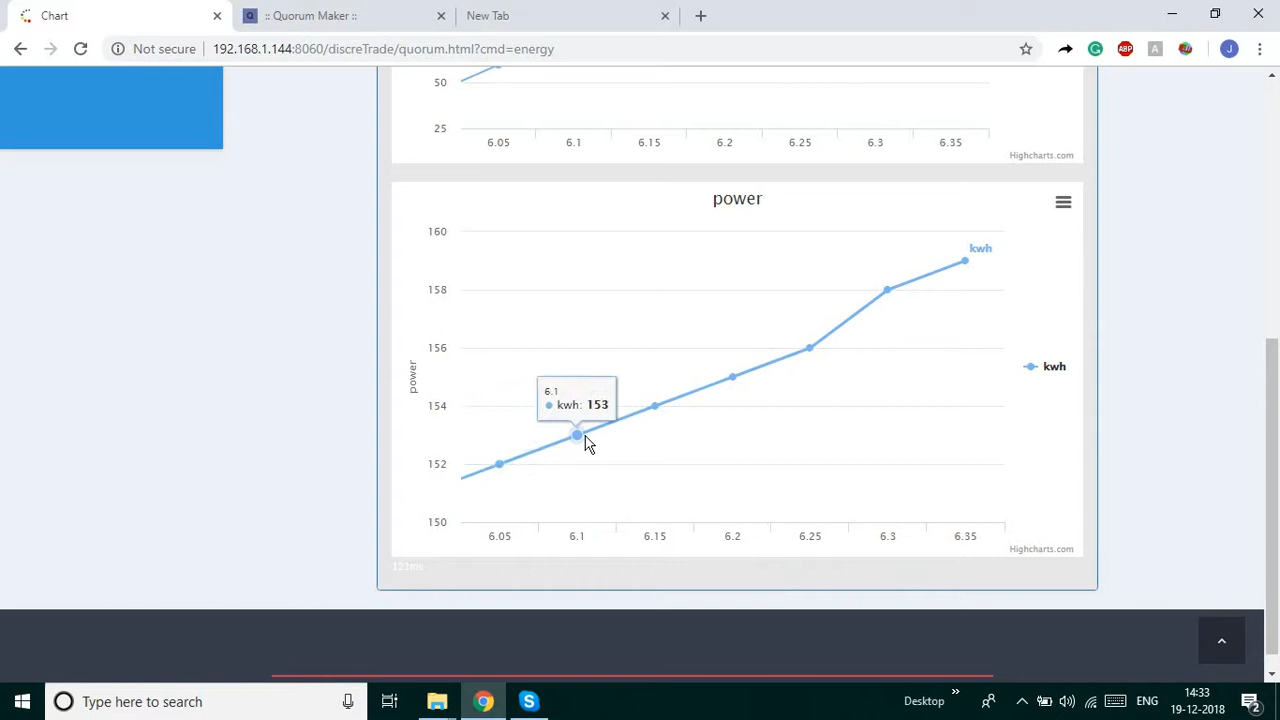 Chart
:: Quorum Maker ::
New Tab
Not secure
192.168.1.144:8060/discreTrade/quorum.html?cmd=energy
ABP
A
J
50
25
6.05 6.1 6.15 6.2 6.25 6.3 6.35
Highcharts.com
power
160
kwh
158
156
power
kwh
6.1
kwh: 153
154
152
150
6.05 6.1 6.15 6.2 6.25 6.3 6.35
Highcharts.com
121ms
Type here to search
Desktop
ENG
14:33
19-12-2018
2